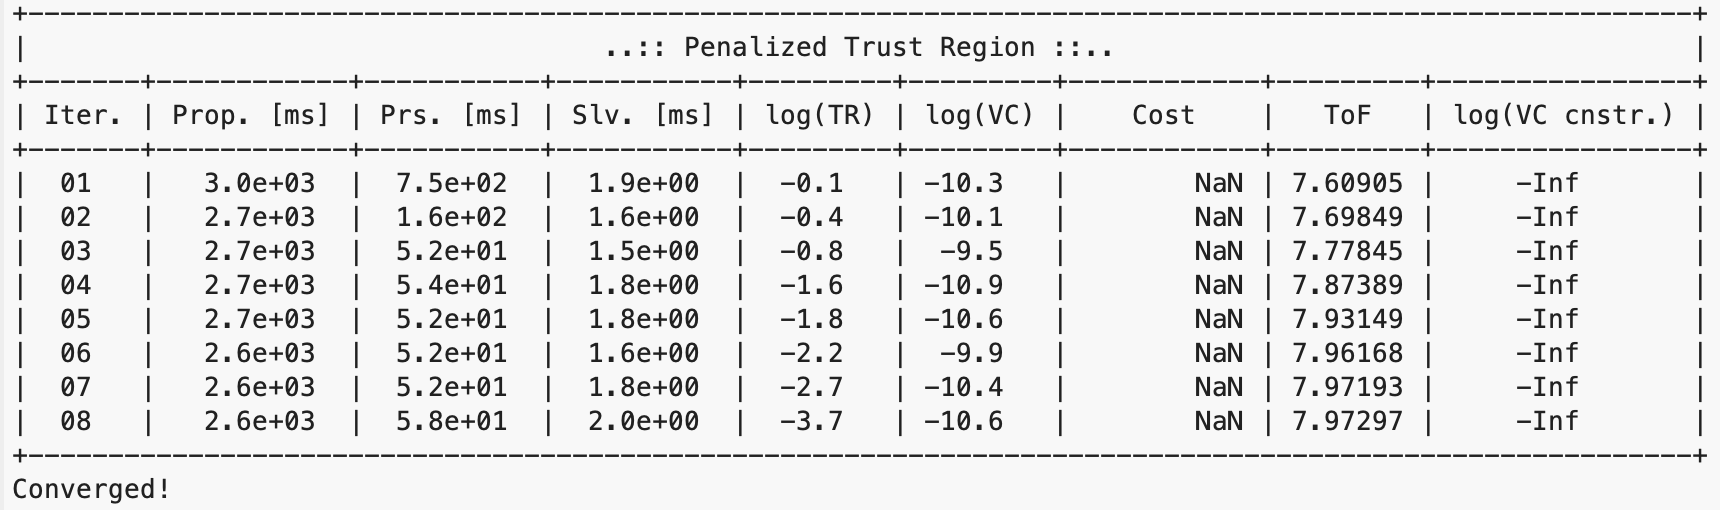 +---------------------------------------------------------------------------------------------------------+
|                                    ..:: Penalized Trust Region ::..                                     |
+-------+------------+-----------+-----------+---------+---------+------------+---------+----------------+
| Iter. | Prop. [ms] | Prs. [ms] | Slv. [ms] | log(TR) | log(VC) |    Cost    |   ToF   | log(VC cnstr.) |
+-------+------------+-----------+-----------+---------+---------+------------+---------+----------------+
|  01   |   3.0e+03  |  7.5e+02  |  1.9e+00  |  -0.1   | -10.3   |        NaN | 7.60905 |     -Inf       |
|  02   |   2.7e+03  |  1.6e+02  |  1.6e+00  |  -0.4   | -10.1   |        NaN | 7.69849 |     -Inf       |
|  03   |   2.7e+03  |  5.2e+01  |  1.5e+00  |  -0.8   |  -9.5   |        NaN | 7.77845 |     -Inf       |
|  04   |   2.7e+03  |  5.4e+01  |  1.8e+00  |  -1.6   | -10.9   |        NaN | 7.87389 |     -Inf       |
|  05   |   2.7e+03  |  5.2e+01  |  1.8e+00  |  -1.8   | -10.6   |        NaN | 7.93149 |     -Inf       |
|  06   |   2.6e+03  |  5.2e+01  |  1.6e+00  |  -2.2   |  -9.9   |        NaN | 7.96168 |     -Inf       |
|  07   |   2.6e+03  |  5.2e+01  |  1.8e+00  |  -2.7   | -10.4   |        NaN | 7.97193 |     -Inf       |
|  08   |   2.6e+03  |  5.8e+01  |  2.0e+00  |  -3.7   | -10.6   |        NaN | 7.97297 |     -Inf       |
+---------------------------------------------------------------------------------------------------------+
Converged!